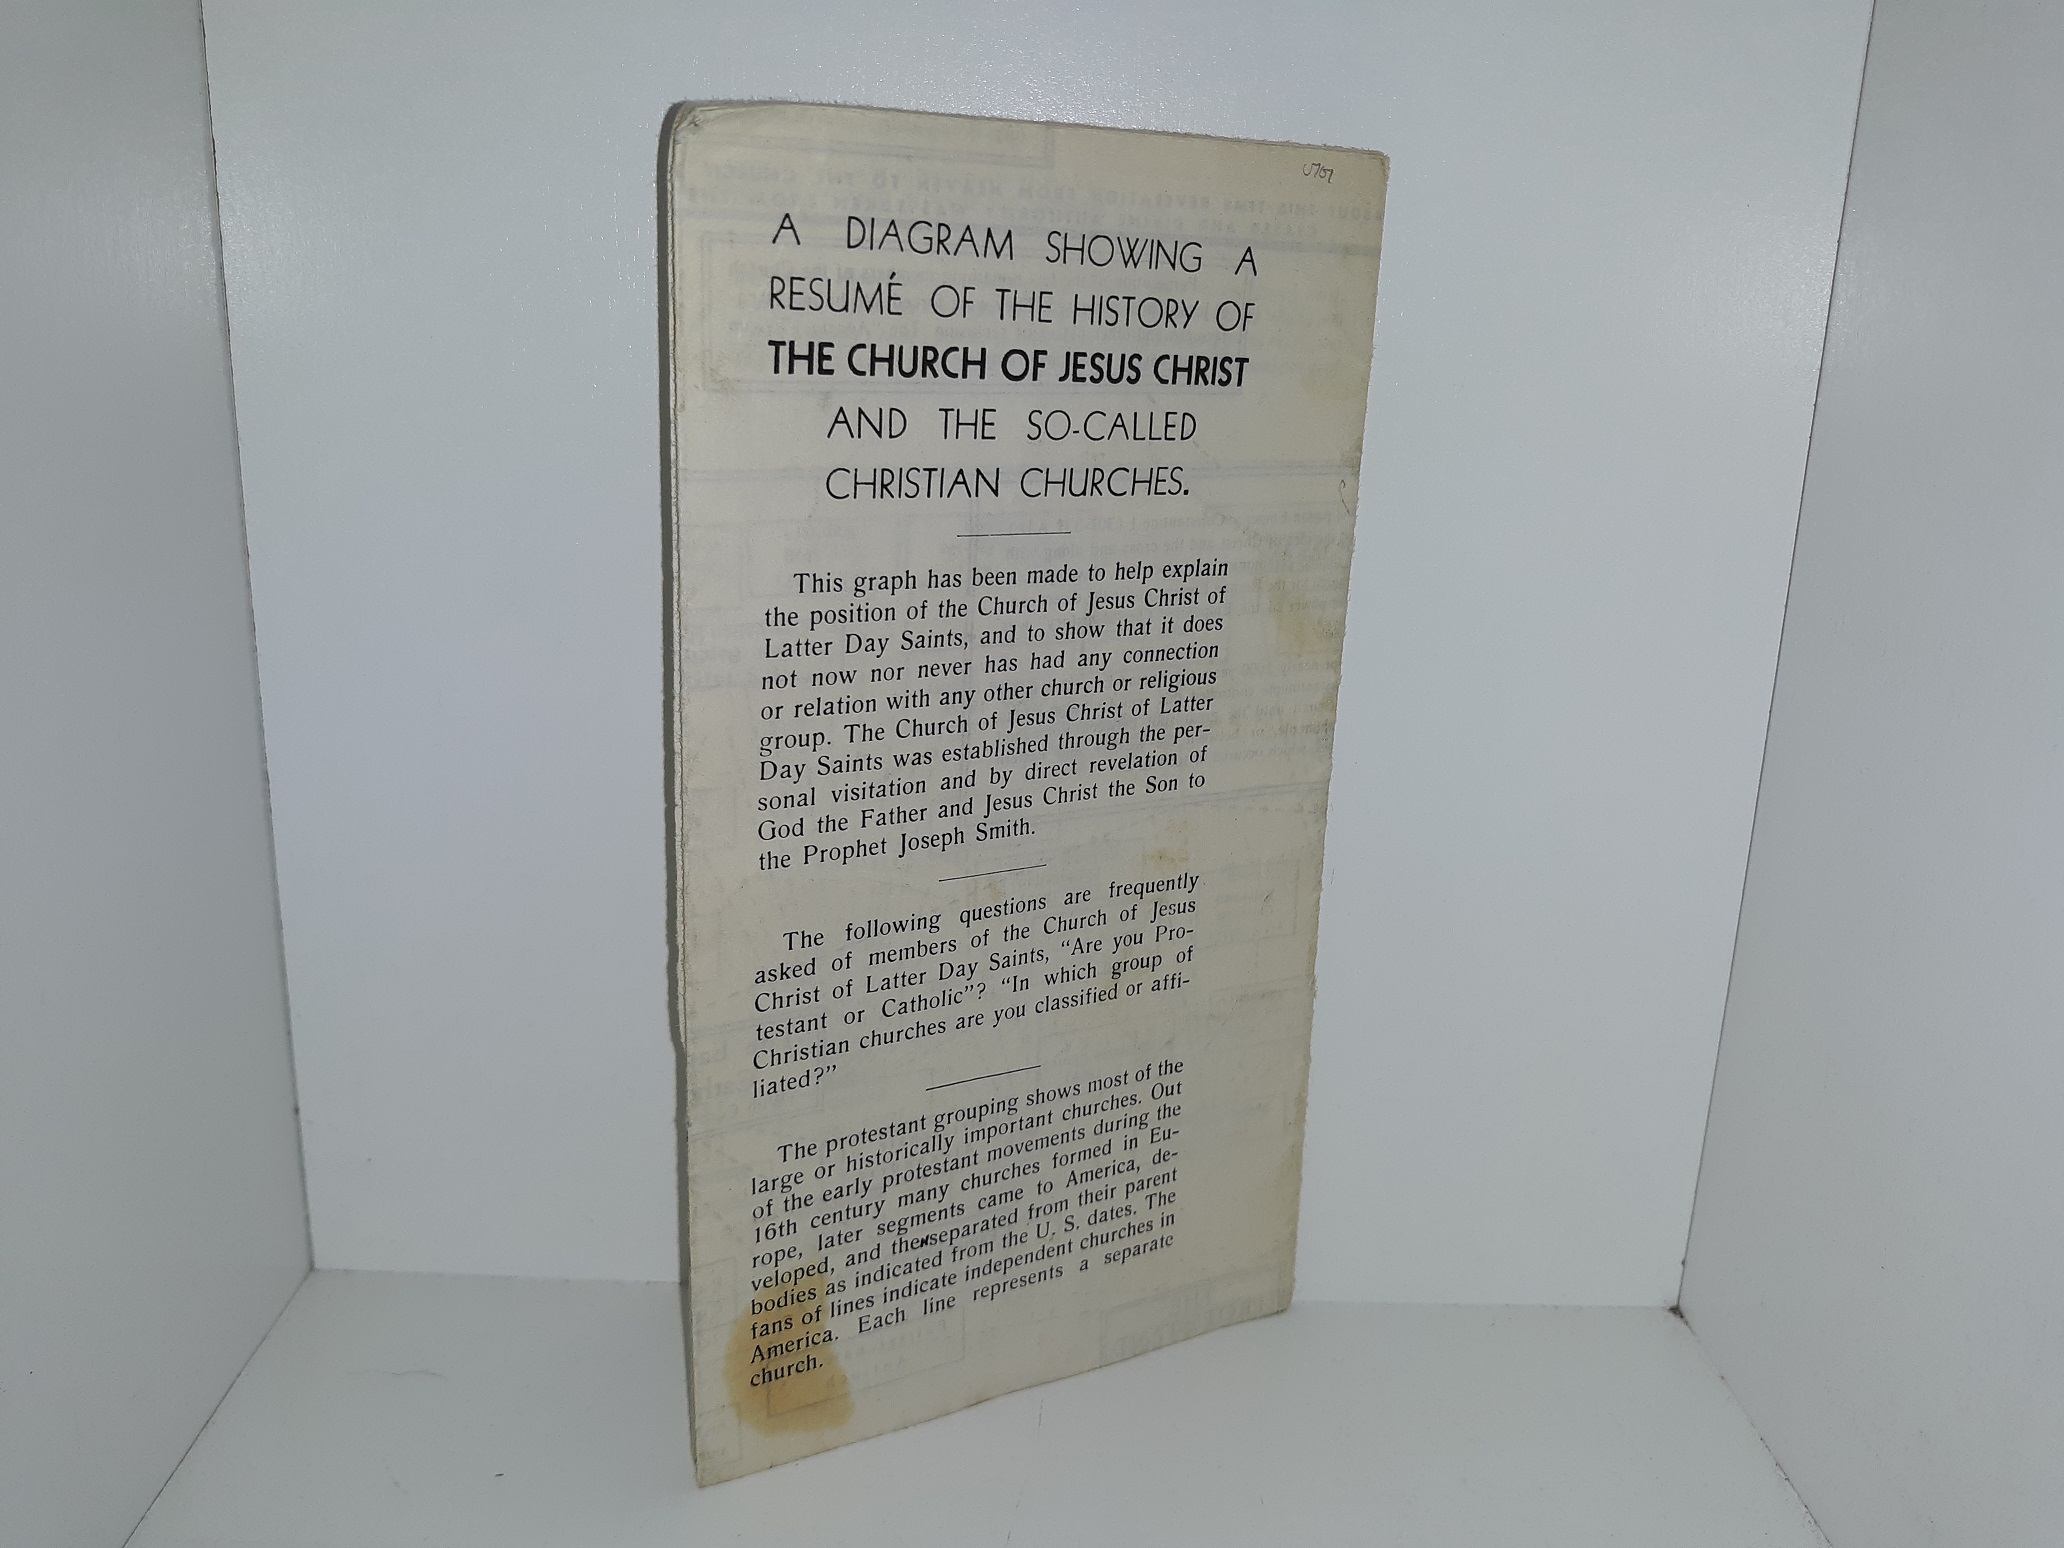 A DIAGRAM SHOWING A
RESUMÉ OF THE HISTORY OF
THE CHURCH OF JESUS CHRIST
AND THE SO-CALLED
CHRISTIAN CHURCHES.
This graph has been made to help explain
the position of the Church of Jesus Christ of
Latter Day Saints, and to show that it does
not now nor never has had any connection
or relation with any other church or religious
group. The Church of Jesus Christ of Latter
Day Saints was established through the per-
sonal visitation and by direct revelation of
God the Father and Jesus Christ the Son to
the Prophet Joseph Smith.
The following questions are frequently
asked of members of the Church of Jesus
Christ of Latter Day Saints, “Are you Pro-
testant or Catholic”? “In which group of
Christian churches are you classified or affi-
liated?”
The protestant grouping shows most of the
large or historically important churches. Out
of the early protestant movements during the
16th century many churches formed in Eu-
rope, later segments came to America, de-
veloped, and then separated from their parent
bodies as indicated from the U. S. dates. The
fans of lines indicate independent churches in
America. Each line represents a separate
church.